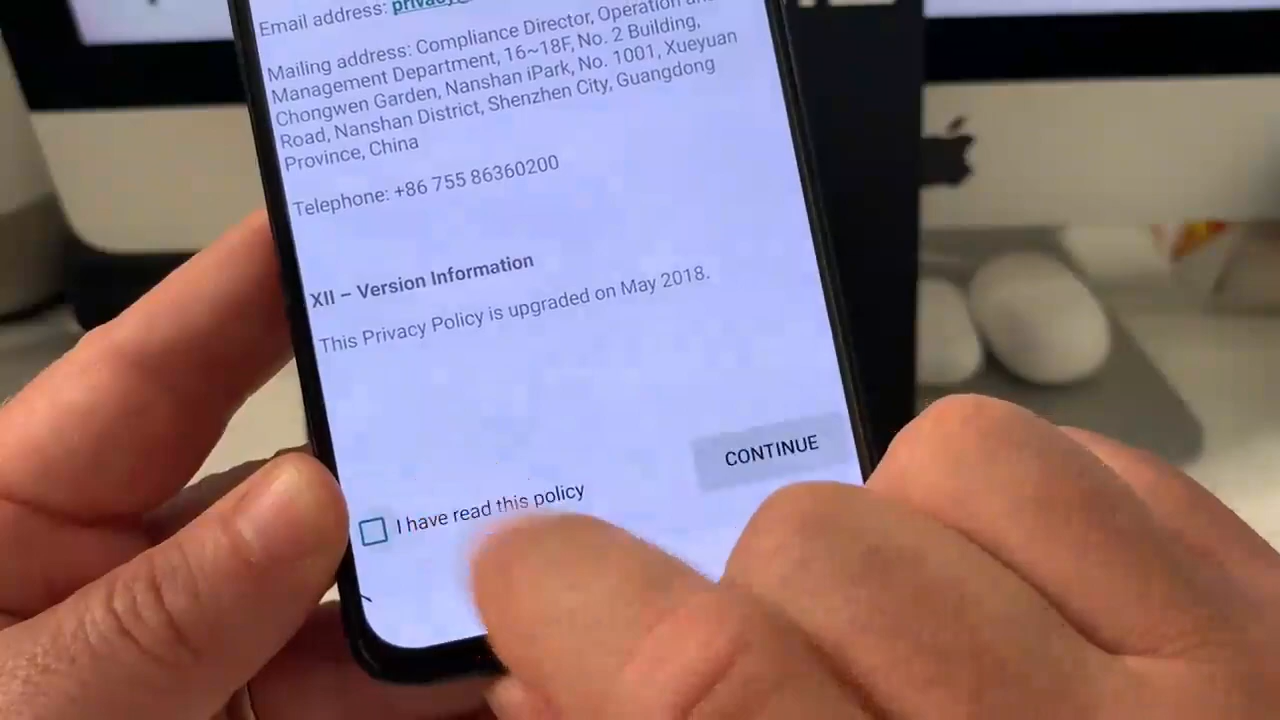 Email address: privacy@
Mailing address: Compliance Director, Operation and
Management Department, 16~18F, No. 2 Building,
Chongwen Garden, Nanshan iPark, No. 1001, Xueyuan
Road, Nanshan District, Shenzhen City, Guangdong
Province, China
Telephone: +86 755 86360200
XII – Version Information
This Privacy Policy is upgraded on May 2018.
CONTINUE
I have read this policy